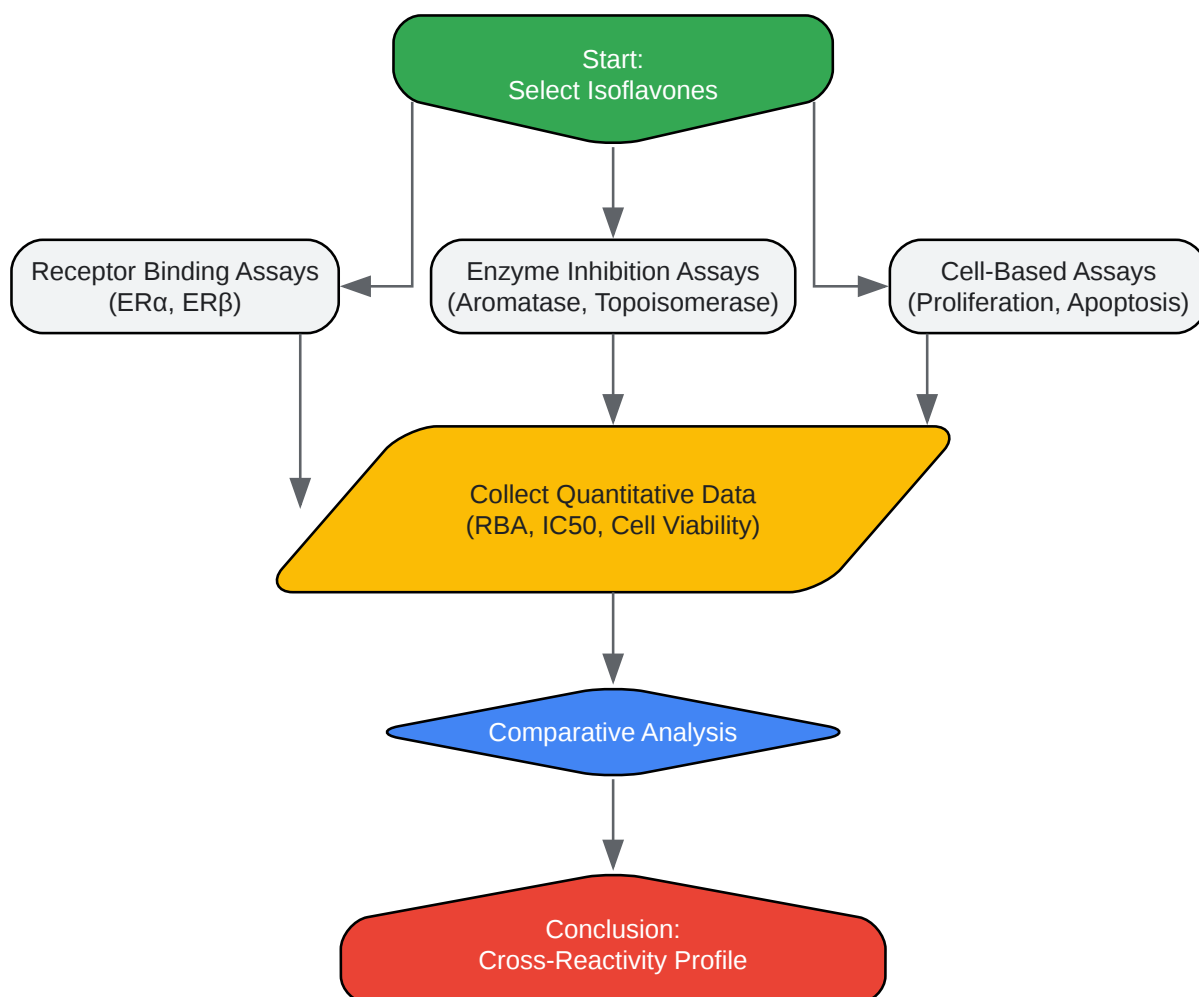 Start:
Select Isoflavones
Receptor Binding Assays
(ERα, ERβ)
Enzyme Inhibition Assays
(Aromatase, Topoisomerase)
Cell-Based Assays
(Proliferation, Apoptosis)
Collect Quantitative Data
(RBA, IC50, Cell Viability)
Comparative Analysis
Conclusion:
Cross-Reactivity Profile